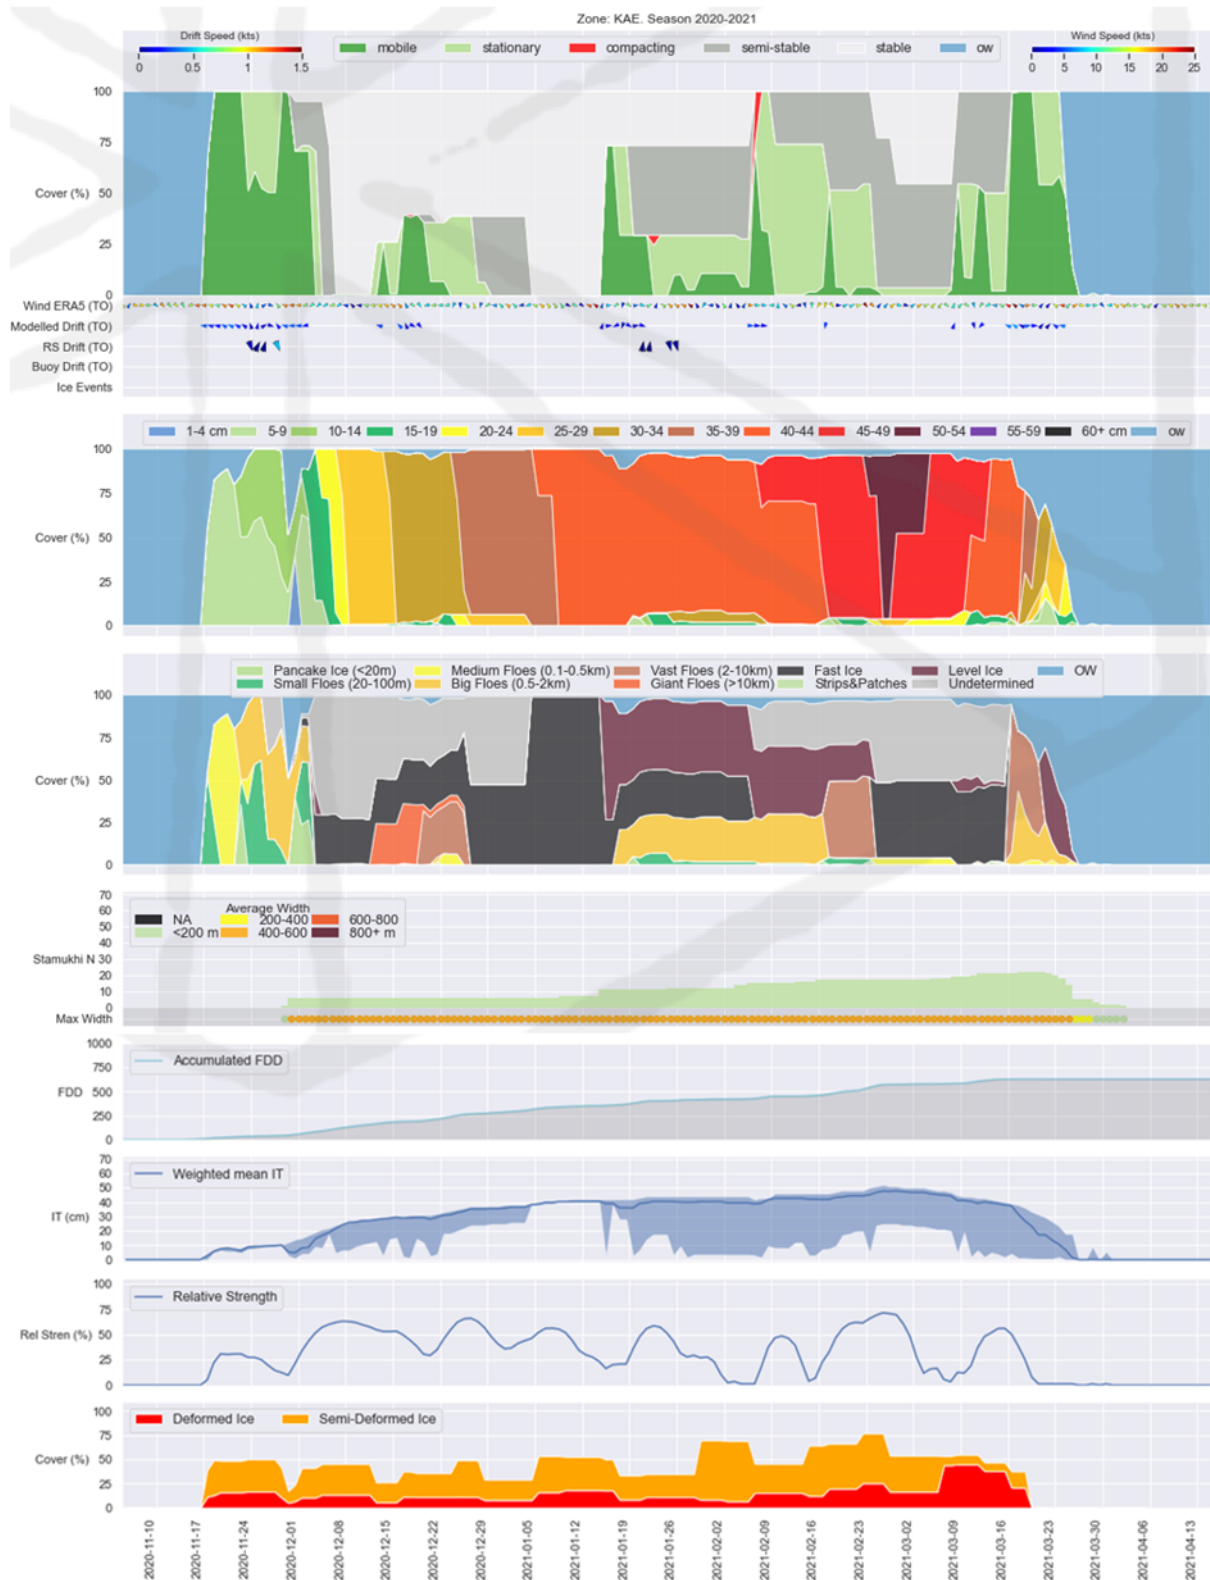 Zone: KAE. Season 2020-2021
Drift Speed (kts)
0 0.5 1 1.5
mobile stationary compacting semi-stable stable ow
Wind Speed (kts)
0 5 10 15 20 25
100
75
Cover (%) 50
25
0
Wind ERA5 (TO)
Modelled Drift (TO)
RS Drift (TO)
Buoy Drift (TO)
Ice Events
1-4 cm 5-9 10-14 15-19 20-24 25-29 30-34 35-39 40-44 45-49 50-54 55-59 60+ cm ow
100
75
Cover (%) 50
25
0
Pancake Ice (<20m) Medium Floes (0.1-0.5km) Vast Floes (2-10km) Fast Ice Level Ice OW
Small Floes (20-100m) Big Floes (0.5-2km) Giant Floes (>10km) Strips&Patches Undetermined
100
75
Cover (%) 50
25
0
Average Width
NA 200-400 600-800
<200 m 400-600 800+ m
70
60
50
40
Stamukhi N 30
20
10
0
Max Width
Accumulated FDD
1000
750
FDD 500
250
0
Weighted mean IT
70
60
50
40
IT (cm) 30
20
10
0
Relative Strength
100
75
Rel Stren (%) 50
25
0
Deformed Ice Semi-Deformed Ice
100
75
Cover (%) 50
25
0
2020-11-10
2020-11-17
2020-11-24
2020-12-01
2020-12-08
2020-12-15
2020-12-22
2020-12-29
2021-01-05
2021-01-12
2021-01-19
2021-01-26
2021-02-02
2021-02-09
2021-02-16
2021-02-23
2021-03-02
2021-03-09
2021-03-16
2021-03-23
2021-03-30
2021-04-06
2021-04-13